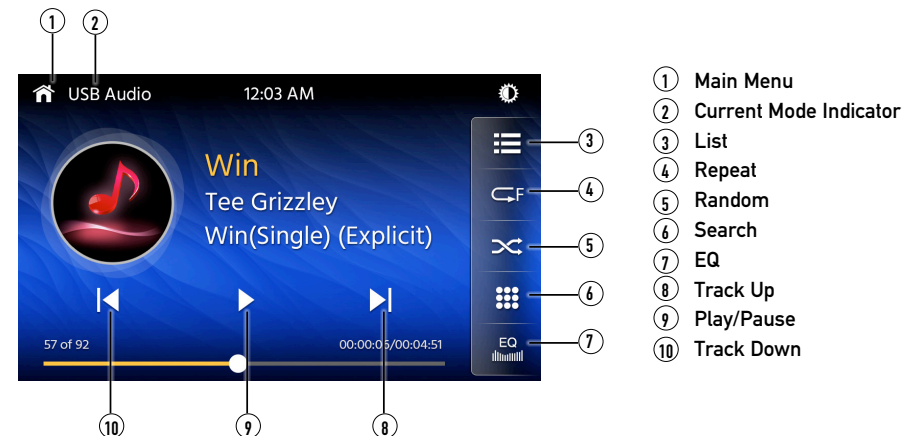 1 2
USB Audio 12:03 AM
Win
Tee Grizzley
Win(Single) (Explicit)
F
57 of 92 00:00:05/00:04:51
EQ
3
4
5
6
7
10 9 8
1 Main Menu
2 Current Mode Indicator
3 List
4 Repeat
5 Random
6 Search
7 EQ
8 Track Up
9 Play/Pause
10 Track Down